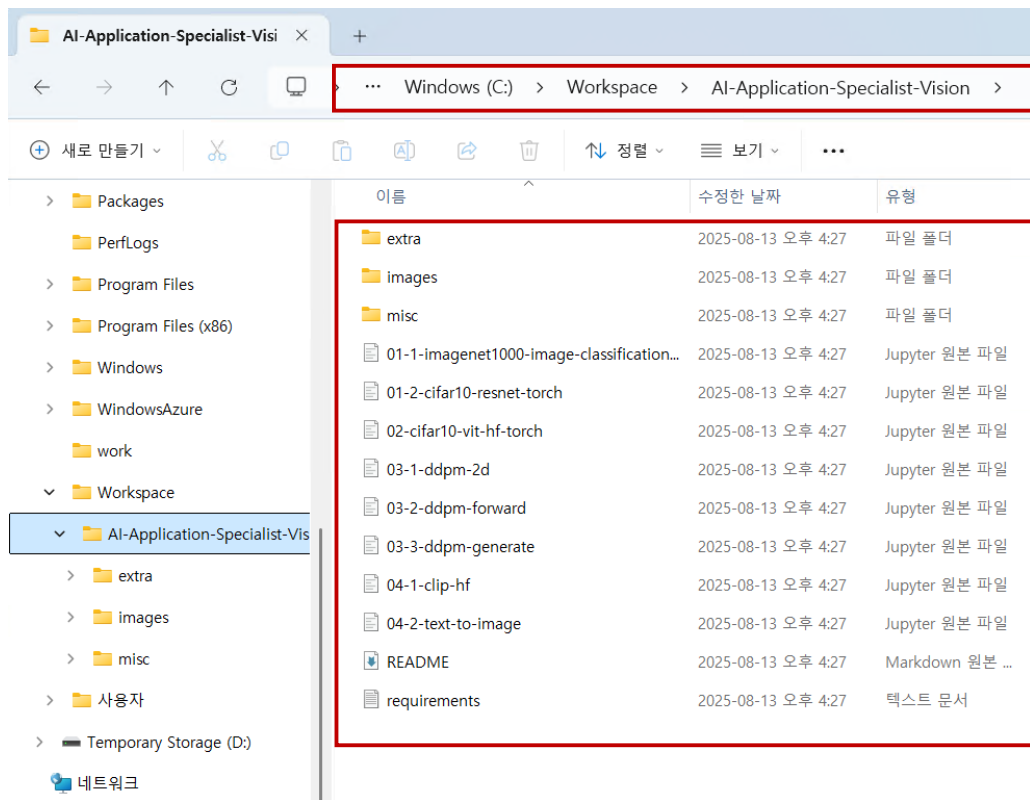 AI-Application-Specialist-Visi
Windows (C:) Workspace AI-Application-Specialist-Vision
새로 만들기 정렬 보기
이름 수정한 날짜 유형
Packages
PerfLogs
Program Files
Program Files (x86)
Windows
WindowsAzure
work
Workspace
AI-Application-Specialist-Vis
extra
images
misc
사용자
Temporary Storage (D:)
네트워크
extra 2025-08-13 오후 4:27 파일 폴더
images 2025-08-13 오후 4:27 파일 폴더
misc 2025-08-13 오후 4:27 파일 폴더
01-1-imagenet1000-image-classification... 2025-08-13 오후 4:27 Jupyter 원본 파일
01-2-cifar10-resnet-torch 2025-08-13 오후 4:27 Jupyter 원본 파일
02-cifar10-vit-hf-torch 2025-08-13 오후 4:27 Jupyter 원본 파일
03-1-ddpm-2d 2025-08-13 오후 4:27 Jupyter 원본 파일
03-2-ddpm-forward 2025-08-13 오후 4:27 Jupyter 원본 파일
03-3-ddpm-generate 2025-08-13 오후 4:27 Jupyter 원본 파일
04-1-clip-hf 2025-08-13 오후 4:27 Jupyter 원본 파일
04-2-text-to-image 2025-08-13 오후 4:27 Jupyter 원본 파일
README 2025-08-13 오후 4:27 Markdown 원본 ...
requirements 2025-08-13 오후 4:27 텍스트 문서